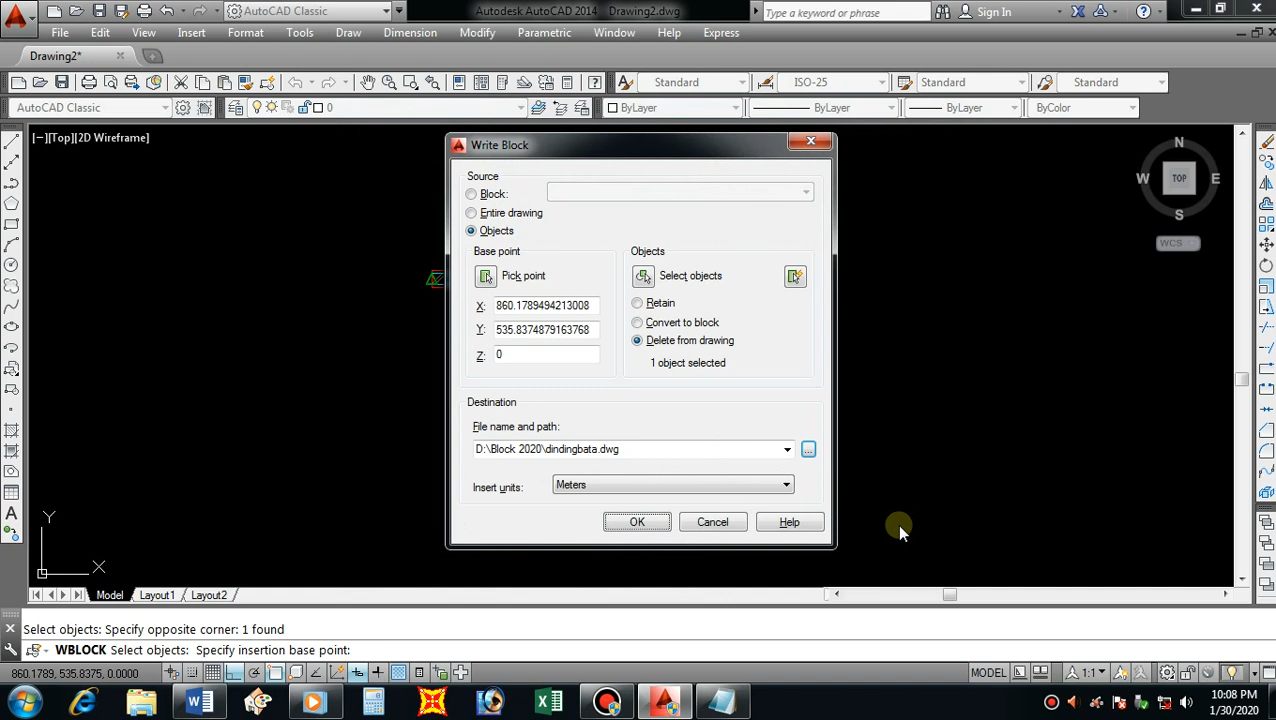 AutoCAD Classic
Autodesk AutoCAD 2014 Drawing2.dwg
Type a keyword or phrase
Sign In
File Edit View Insert Format Tools Draw Dimension Modify Parametric Window Help Express
Drawing2*
Standard ISO-25 Standard Standard
AutoCAD Classic 0 ByLayer ByLayer ByLayer ByColor
[−][Top][2D Wireframe]
Write Block
Source
Block:
Entire drawing
Objects
Base point
Pick point
X: 860.1789494213008
Y: 535.8374879163768
Z: 0
Objects
Select objects
Retain
Convert to block
Delete from drawing
1 object selected
Destination
File name and path:
D:\Block 2020\dindingbata.dwg
...
Insert units: Meters
OK Cancel Help
N
W TOP E
S
WCS
Y
X
Model Layout1 Layout2
Select objects: Specify opposite corner: 1 found
WBLOCK Select objects: Specify insertion base point:
860.1789, 535.8375, 0.0000
MODEL 1:1
10:08 PM
1/30/2020